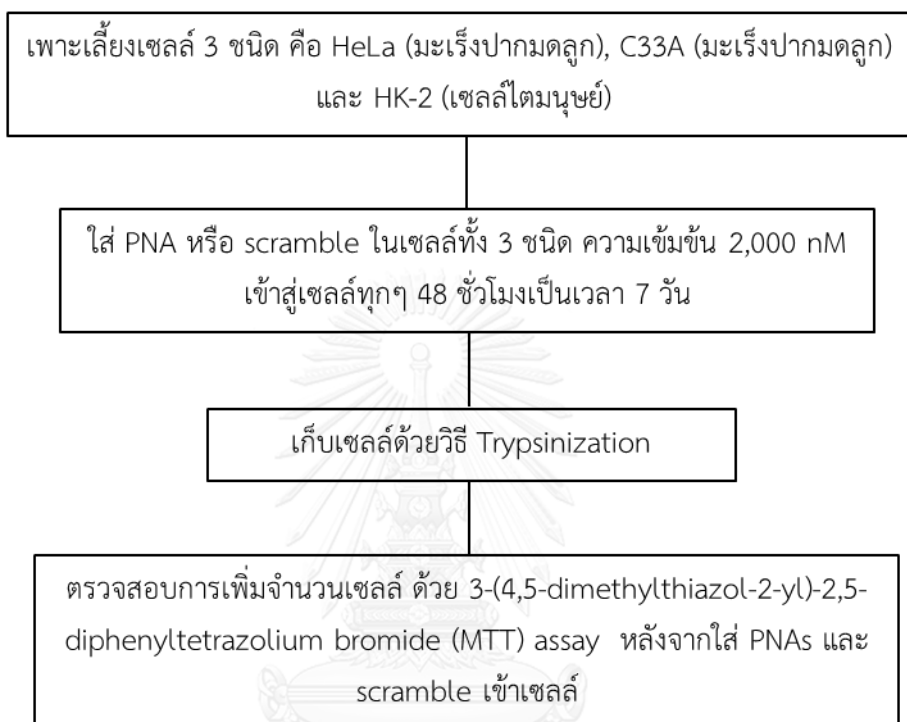 เพาะเลี้ยงเซลล์ 3 ชนิด คือ HeLa (มะเร็งปากมดลูก), C33A (มะเร็งปากมดลูก)
และ HK-2 (เซลล์ไตมนุษย์)
ใส่ PNA หรือ scramble ในเซลล์ทั้ง 3 ชนิด ความเข้มข้น 2,000 nM
เข้าสู่เซลล์ทุกๆ 48 ชั่วโมงเป็นเวลา 7 วัน
เก็บเซลล์ด้วยวิธี Trypsinization
ตรวจสอบการเพิ่มจำนวนเซลล์ ด้วย 3-(4,5-dimethylthiazol-2-yl)-2,5-
diphenyltetrazolium bromide (MTT) assay หลังจากใส่ PNAs และ
scramble เข้าเซลล์